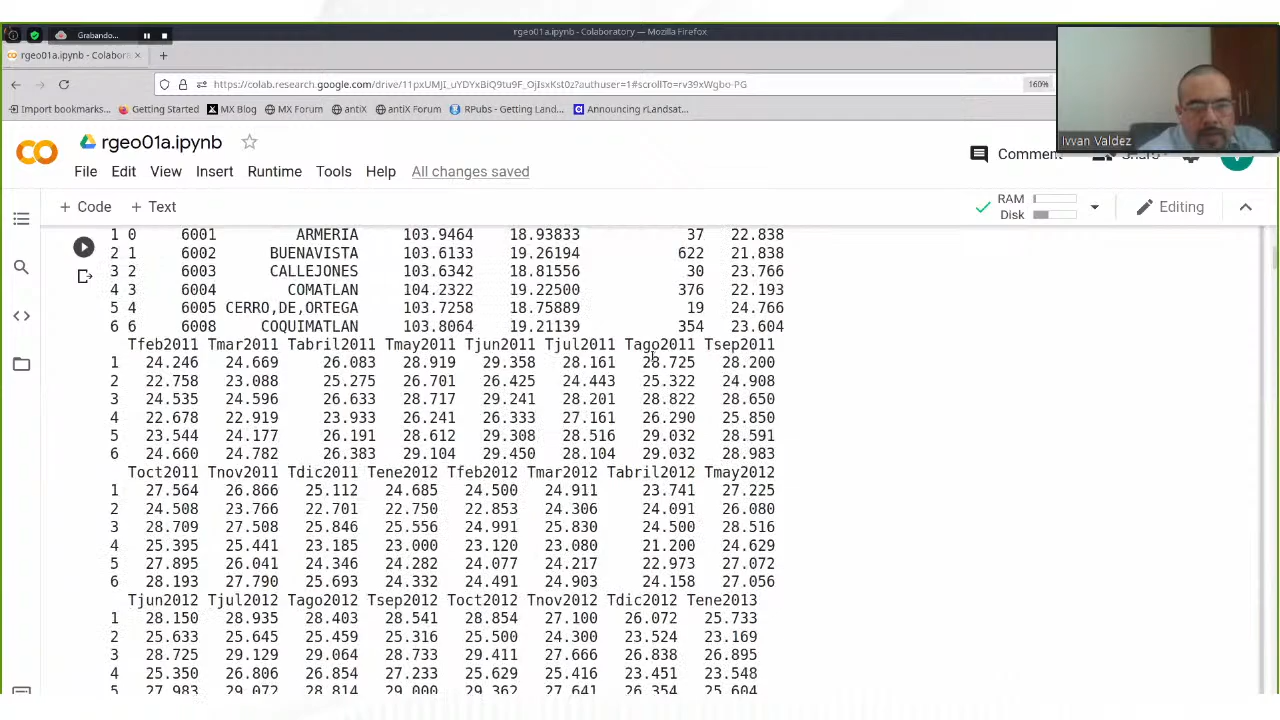 Grabando...
rgeo01a.ipynb - Colaboratory — Mozilla Firefox
rgeo01a.ipynb - Colabora
https://colab.research.google.com/drive/11pxUMJI_uYDYxBiQ9tu9F_OjIsxKst0z?authuser=1#scrollTo=rv39xWgbo-PG
160%
Import bookmarks... Getting Started MX Blog MX Forum antiX antiX Forum RPubs - Getting Land... Announcing rLandsat...
Ivvan Valdez
rgeo01a.ipynb
Comment
File Edit View Insert Runtime Tools Help All changes saved
+ Code + Text
RAM
Disk
Editing
1 0 6001 ARMERIA 103.9464 18.93833 37 22.838
2 1 6002 BUENAVISTA 103.6133 19.26194 622 21.838
3 2 6003 CALLEJONES 103.6342 18.81556 30 23.766
4 3 6004 COMATLAN 104.2322 19.22500 376 22.193
5 4 6005 CERRO,DE,ORTEGA 103.7258 18.75889 19 24.766
6 6 6008 COQUIMATLAN 103.8064 19.21139 354 23.604
Tfeb2011 Tmar2011 Tabril2011 Tmay2011 Tjun2011 Tjul2011 Tago2011 Tsep2011
1 24.246 24.669 26.083 28.919 29.358 28.161 28.725 28.200
2 22.758 23.088 25.275 26.701 26.425 24.443 25.322 24.908
3 24.535 24.596 26.633 28.717 29.241 28.201 28.822 28.650
4 22.678 22.919 23.933 26.241 26.333 27.161 26.290 25.850
5 23.544 24.177 26.191 28.612 29.308 28.516 29.032 28.591
6 24.660 24.782 26.383 29.104 29.450 28.104 29.032 28.983
Toct2011 Tnov2011 Tdic2011 Tene2012 Tfeb2012 Tmar2012 Tabril2012 Tmay2012
1 27.564 26.866 25.112 24.685 24.500 24.911 23.741 27.225
2 24.508 23.766 22.701 22.750 22.853 24.306 24.091 26.080
3 28.709 27.508 25.846 25.556 24.991 25.830 24.500 28.516
4 25.395 25.441 23.185 23.000 23.120 23.080 21.200 24.629
5 27.895 26.041 24.346 24.282 24.077 24.217 22.973 27.072
6 28.193 27.790 25.693 24.332 24.491 24.903 24.158 27.056
Tjun2012 Tjul2012 Tago2012 Tsep2012 Toct2012 Tnov2012 Tdic2012 Tene2013
1 28.150 28.935 28.403 28.541 28.854 27.100 26.072 25.733
2 25.633 25.645 25.459 25.316 25.500 24.300 23.524 23.169
3 28.725 29.129 29.064 28.733 29.411 27.666 26.838 26.895
4 25.350 26.806 26.854 27.233 25.629 25.416 23.451 23.548
5 27.983 29.072 28.814 29.000 29.362 27.641 26.354 25.604